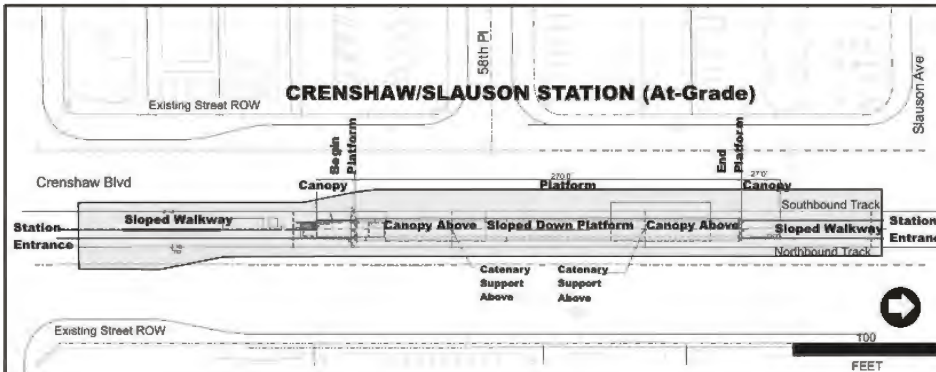 58th Pl.
Slauson Ave
CRENSHAW/SLAUSON STATION (At-Grade)
Existing Street ROW
Begin
Platform
End
Platform
270'0"
27'0"
Crenshaw Blvd
Canopy
Platform
Canopy
Southbound Track
Station
Entrance
Sloped Walkway
Canopy Above
Sloped Down Platform
Canopy Above
Sloped Walkway
Station
Entrance
Northbound Track
Catenary
Support
Above
Catenary
Support
Above
Existing Street ROW
100
FEET